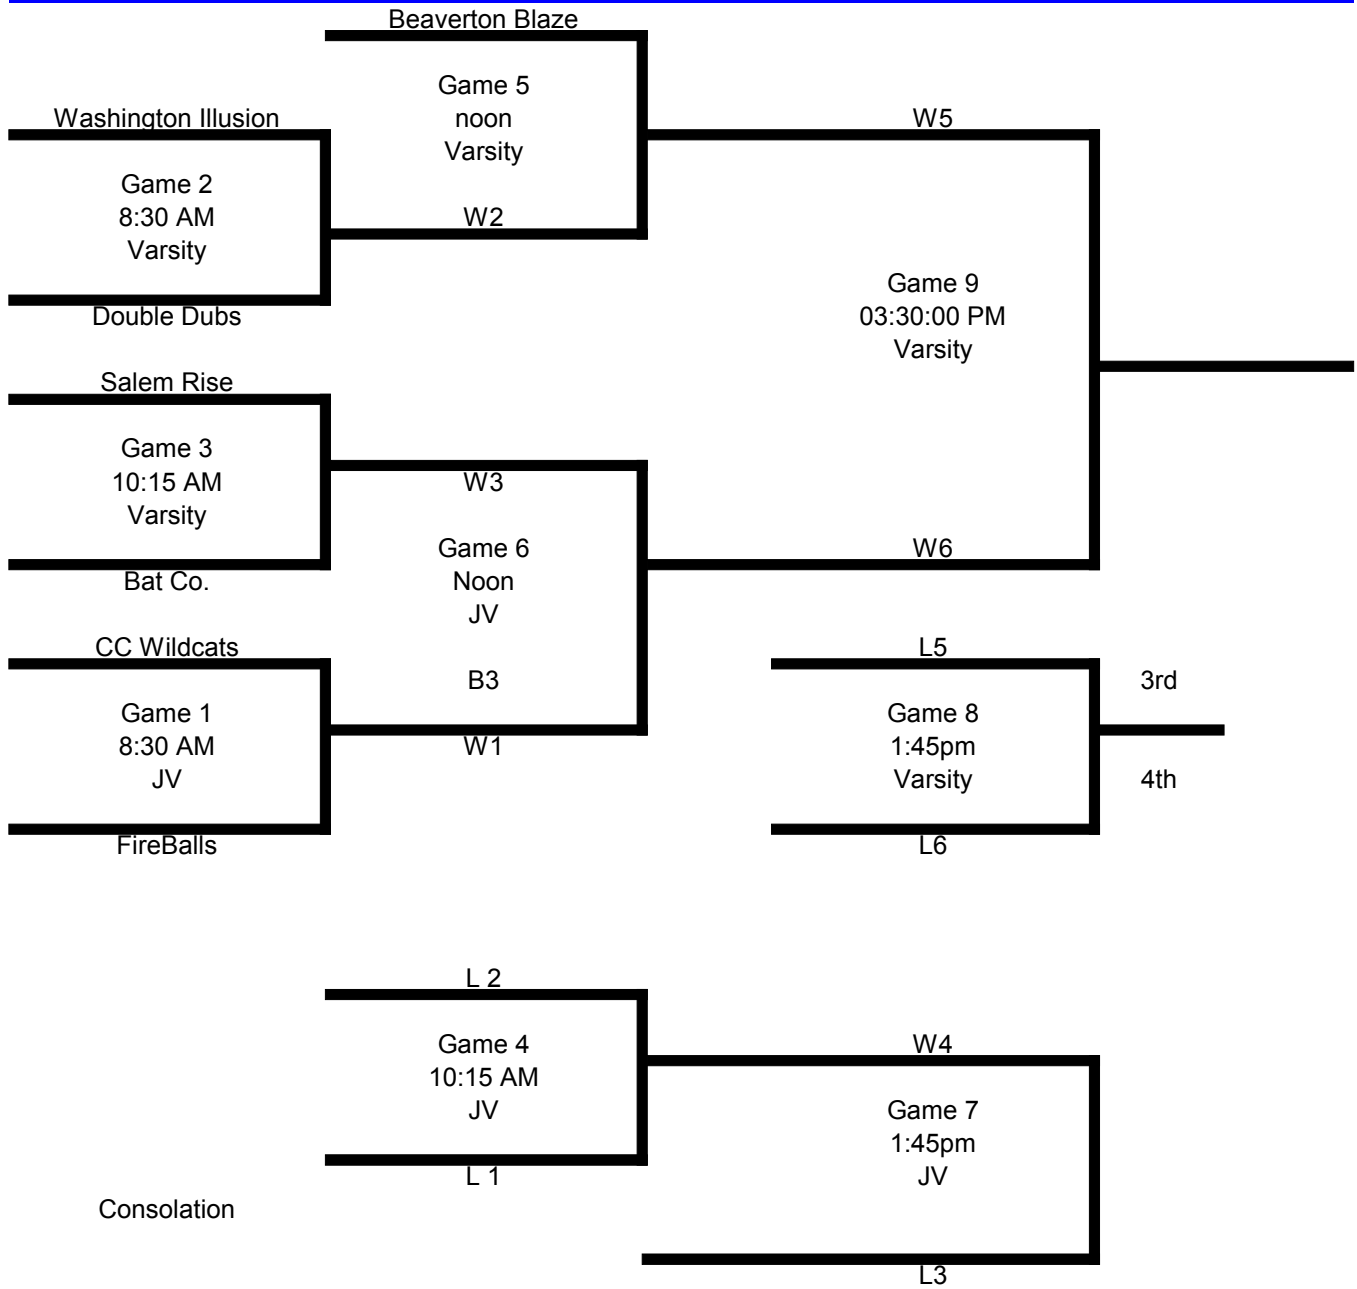 Beaverton Blaze
Game 5
noon
Varsity
Washington Illusion
W5
Game 2
8:30 AM
Varsity
W2
Double Dubs
Game 9
03:30:00 PM
Varsity
Salem Rise
Game 3
10:15 AM
Varsity
W3
Bat Co.
Game 6
Noon
JV
W6
CC Wildcats
B3
L5
3rd
Game 1
8:30 AM
JV
W1
Game 8
1:45pm
Varsity
4th
FireBalls
L6
L 2
Game 4
10:15 AM
JV
W4
L 1
Game 7
1:45pm
JV
Consolation
L3